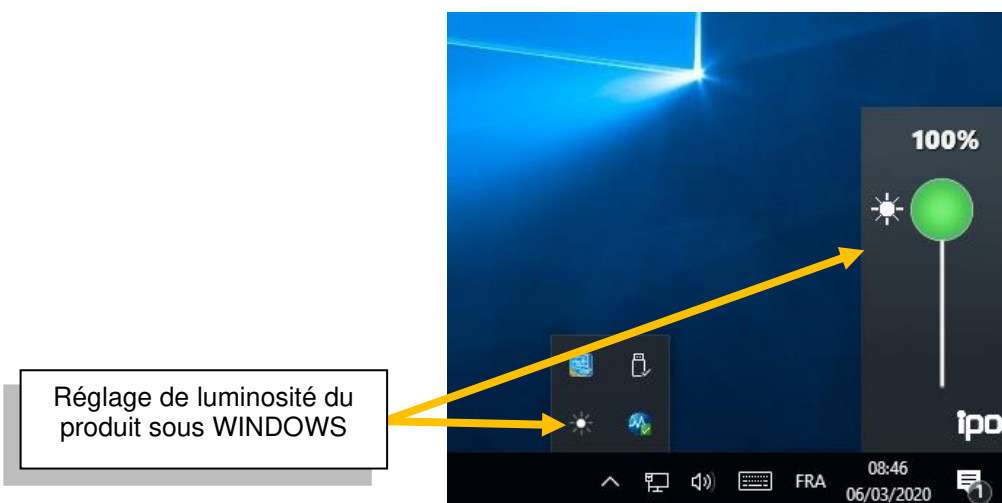 100%
Réglage de luminosité du
produit sous WINDOWS
ipo
FRA
08:46
06/03/2020
1